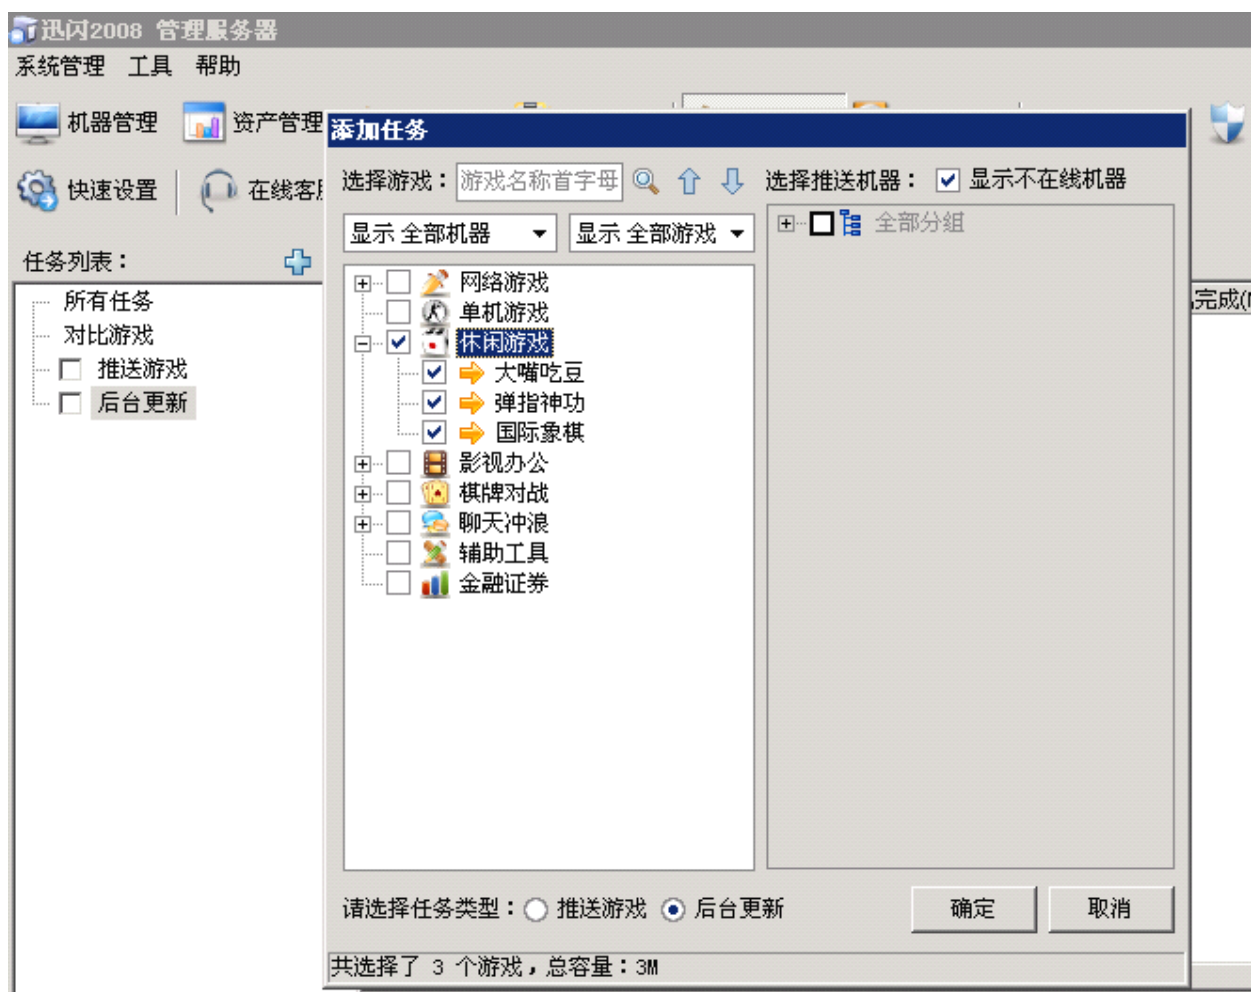 迅闪2008 管理服务器
系统管理 工具 帮助
机器管理 资产管理
快速设置 在线客
任务列表：
所有任务
对比游戏
推送游戏
后台更新
添加任务
选择游戏： 游戏名称首字母 选择推送机器： 显示不在线机器
显示 全部机器 显示 全部游戏 全部分组
网络游戏
单机游戏
休闲游戏
大嘴吃豆
弹指神功
国际象棋
影视办公
棋牌对战
聊天冲浪
辅助工具
金融证券
完成(
请选择任务类型： 推送游戏 后台更新 确定 取消
共选择了 3 个游戏，总容量：3M